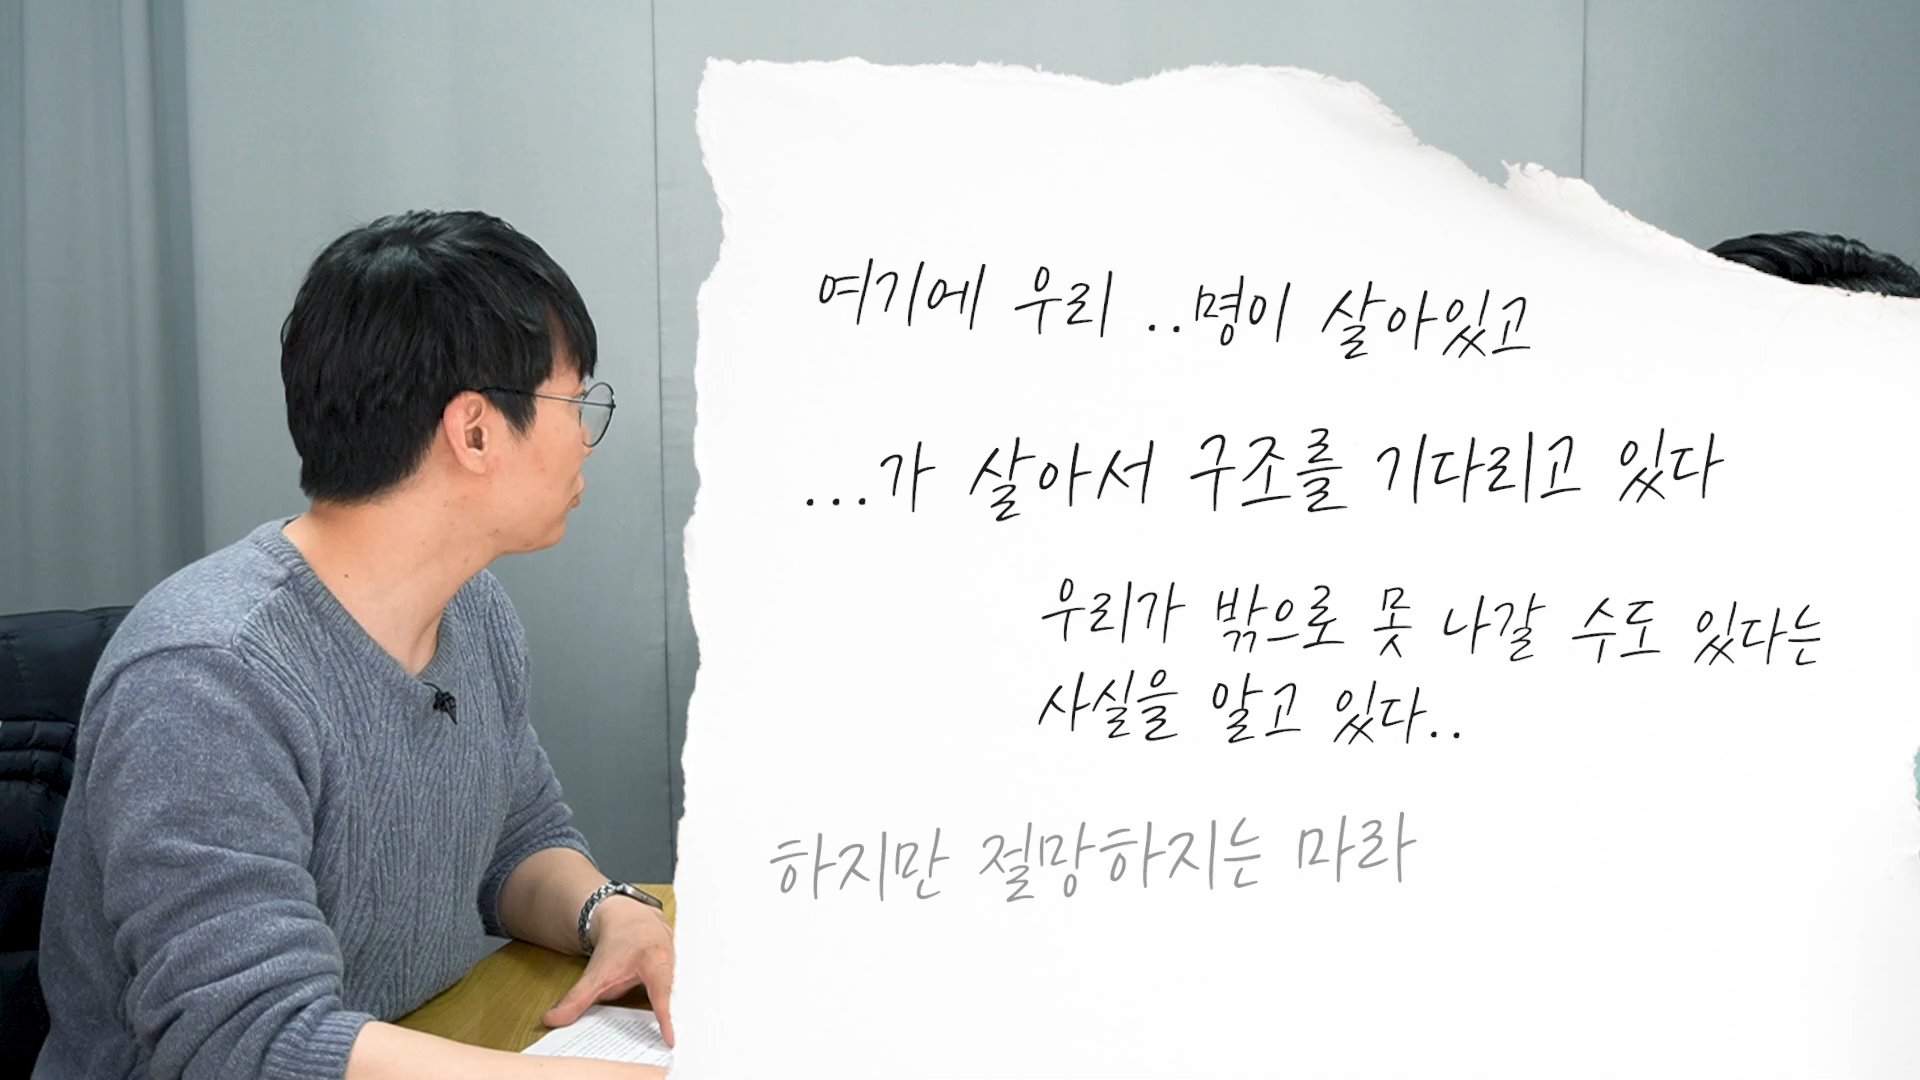 여기에 우리 ..명이 살아있고
...가 살아서 구조를 기다리고 있다
우리가 밖으로 못 나갈 수도 있다는
사실을 알고 있다..
하지만 절망하지는 마라